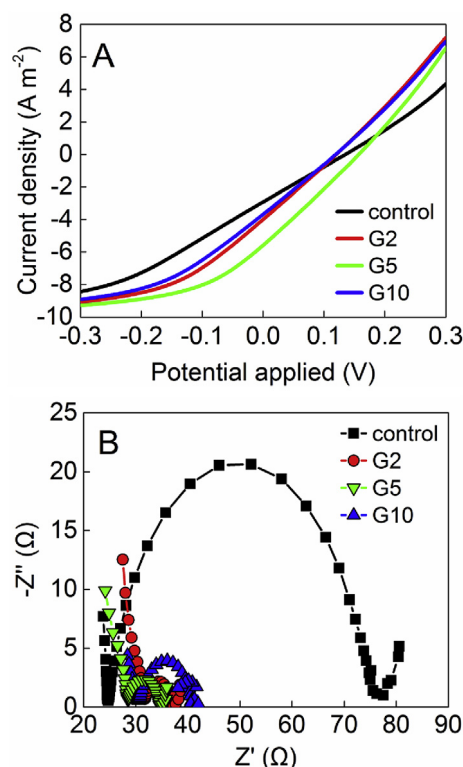 A
Current density (A m-2)
8
6
4
2
0
-2
-4
-6
-8
-10
control
G2
G5
G10
-0.3
-0.2
-0.1
0.0
0.1
0.2
0.3
Potential applied (V)
B
-Z" (Ω)
25
20
15
10
5
0
control
G2
G5
G10
20
30
40
50
60
70
80
90
Z' (Ω)